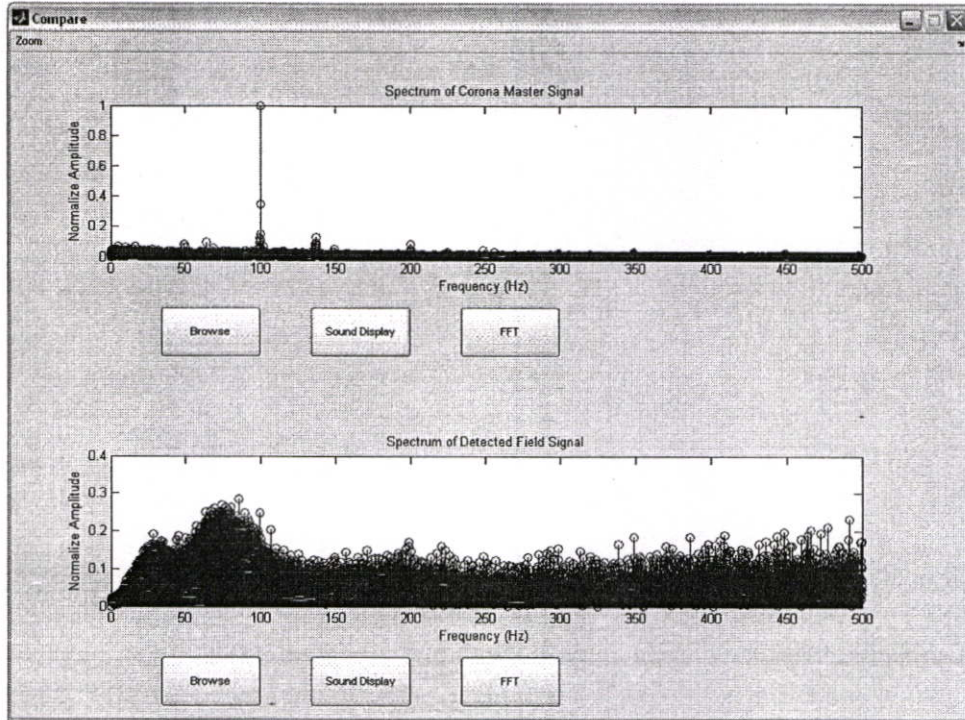 Compare
Zoom
Spectrum of Corona Master Signal
Normalize Amplitude
1
0.8
0.6
0.4
0.2
0
0 50 100 150 200 250 300 350 400 450 500
Frequency (Hz)
Browse Sound Display FFT
Spectrum of Detected Field Signal
Normalize Amplitude
0.4
0.3
0.2
0.1
0
0 50 100 150 200 250 300 350 400 450 500
Frequency (Hz)
Browse Sound Display FFT